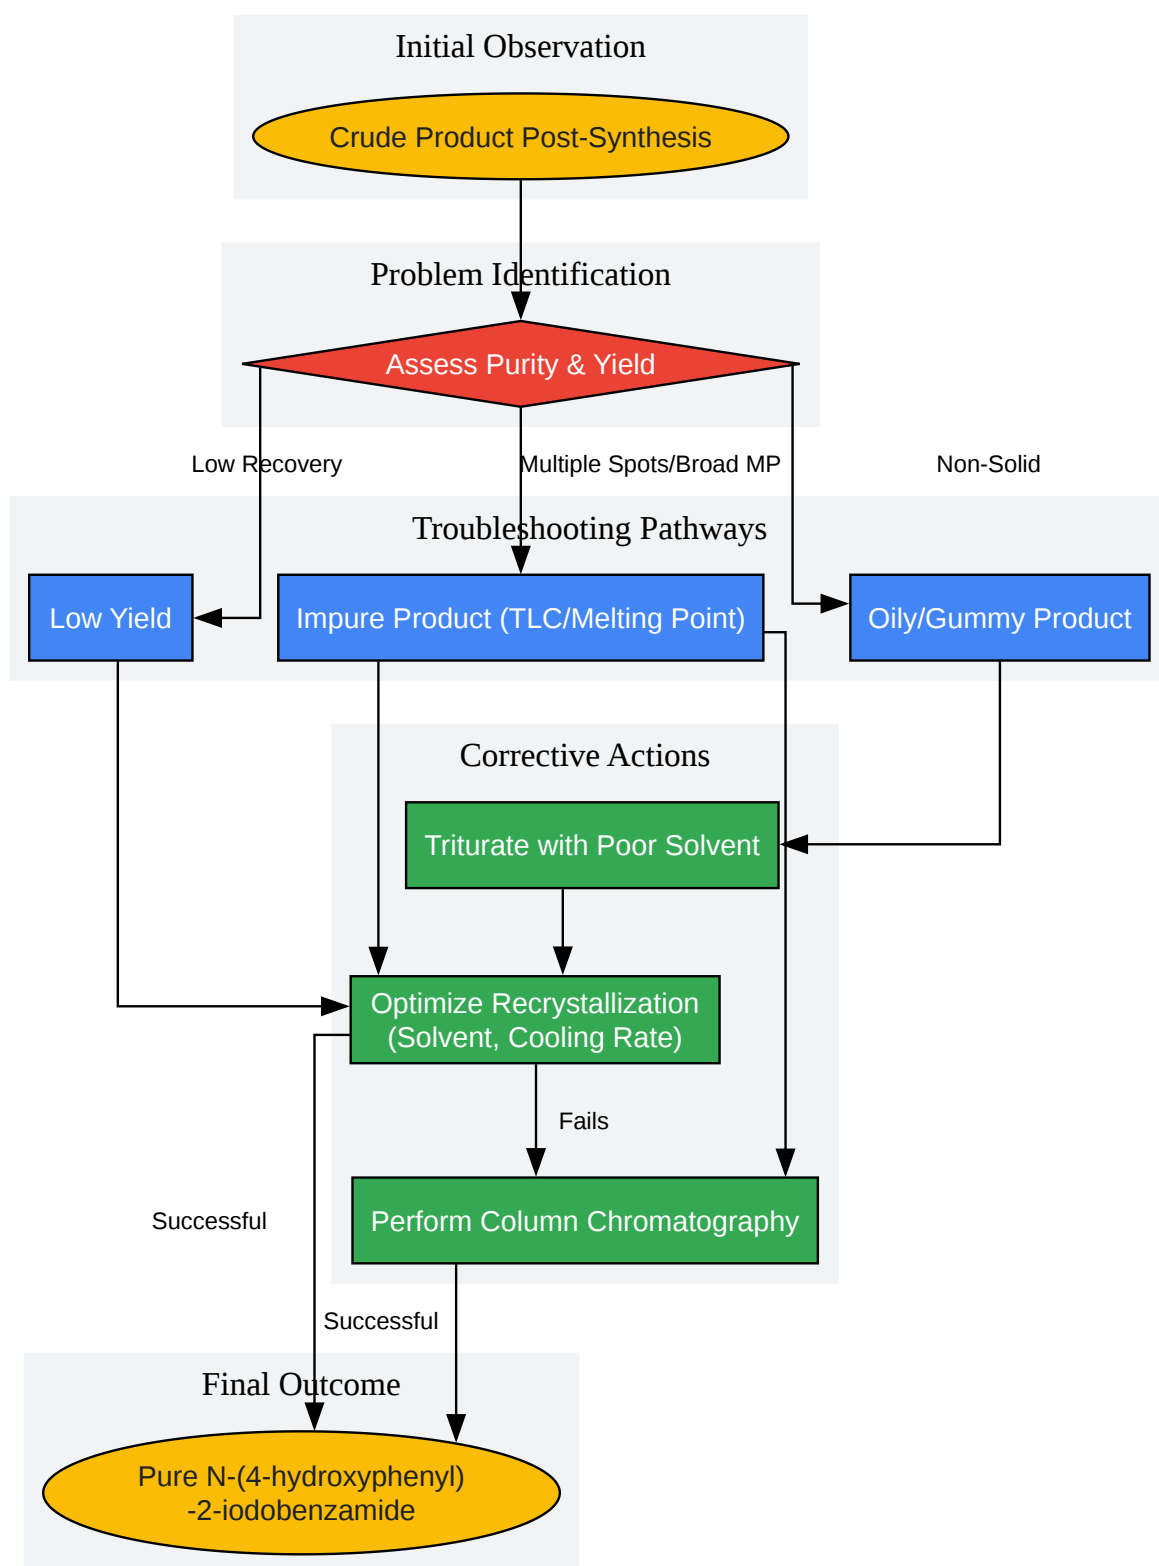 Initial Observation
Crude Product Post-Synthesis
Problem Identification
Assess Purity & Yield
Low Recovery
Multiple Spots/Broad MP
Non-Solid
Troubleshooting Pathways
Low Yield
Impure Product (TLC/Melting Point)
Oily/Gummy Product
Corrective Actions
Triturate with Poor Solvent
Optimize Recrystallization
(Solvent, Cooling Rate)
Fails
Perform Column Chromatography
Successful
Successful
Final Outcome
Pure N-(4-hydroxyphenyl)
-2-iodobenzamide